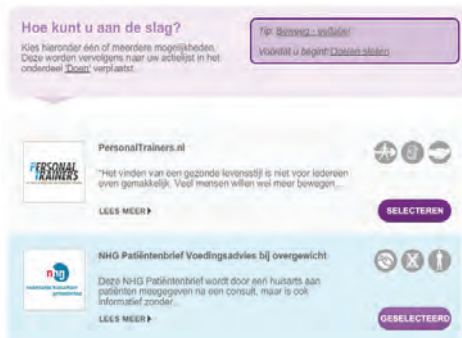 Hoe kunt u aan de slag?
Kies hieronder één of meerdere mogelijkheden.
Deze worden vervolgens naar uw actielijst in het
onderdeel 'Doen' verplaatst.
Tip: Beweeg -
Voordat u begint: Doelen stellen
PERSONAL
TRAINERS
PersonalTrainers.nl
"Het vinden van een gezonde levensstijl is niet voor iedereen
even gemakkelijk. Veel mensen willen wel meer bewegen...
LEES MEER
SELECTEREN
nhg
NHG Patiëntenbrief Voedingsadvies bij overgewicht
Deze NHG Patiëntenbrief wordt door een huisarts aan
patiënten meegegeven na een consult, maar is ook
informatief zonder...
LEES MEER
GESELECTEERD